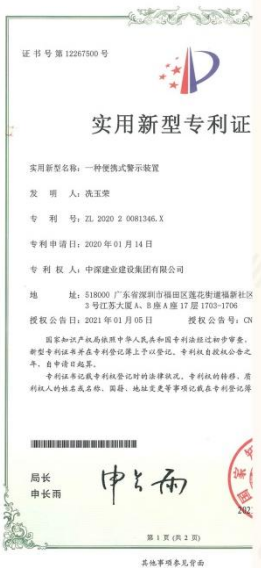 证书号第12267500号
实用新型专利证
实用新型名称：一种便携式警示装置
发 明 人：冼玉荣
专 利 号：ZL 2020 2 0081346.X
专利申请日：2020年01月14日
专 利 权 人：中深建业建设集团有限公司
地 址：518000 广东省深圳市福田区莲花街道福新社区
3号江苏大厦A、B座A座17层1703-1706
授权公告日：2021年01月05日 授权公告号：CN
国家知识产权局依照中华人民共和国专利法经过初步审查，
新型专利证书并在专利登记簿上予以登记。专利权自授权公告之
年，自申请日起算。
专利证书记载专利权登记时的法律状况。专利权的转移、质
利权人的姓名或名称、国籍、地址变更等事项记载在专利登记簿
局长
申长雨
申长雨
国家知
202
第 1 页 (共 2 页)
其他事项参见背面